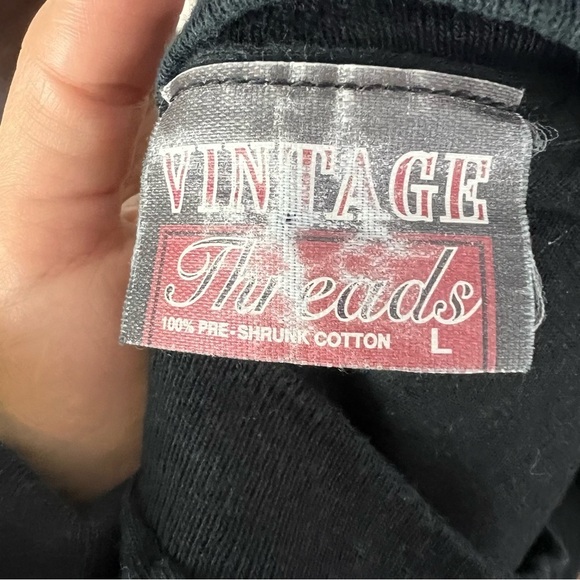 VINTAGE
Threads
100% PRE-SHRUNK COTTON
L